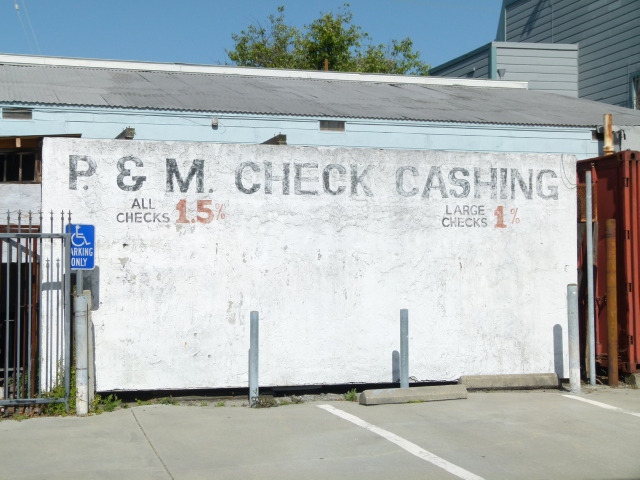 P. & M. CHECK CASHING
ALL
CHECKS 1.5%
LARGE
CHECKS 1%
PARKING
ONLY